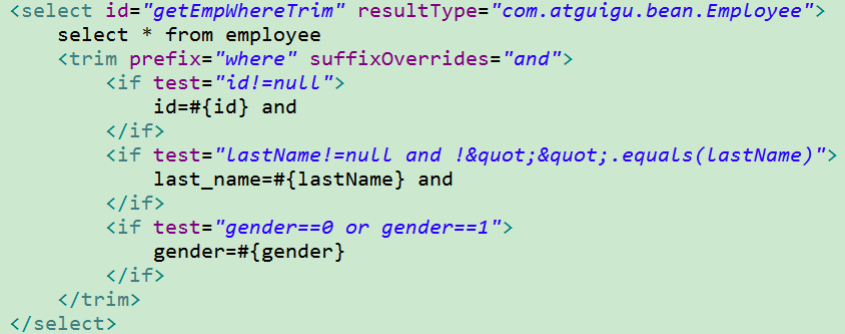 <select id="getEmpWhereTrim" resultType="com.atguigu.bean.Employee">
    select * from employee
    <trim prefix="where" suffixOverrides="and">
        <if test="id!=null">
            id=#{id} and
        </if>
        <if test="lastName!=null and !&quot;&quot;.equals(lastName)">
            last_name=#{lastName} and
        </if>
        <if test="gender==0 or gender==1">
            gender=#{gender}
        </if>
    </trim>
</select>